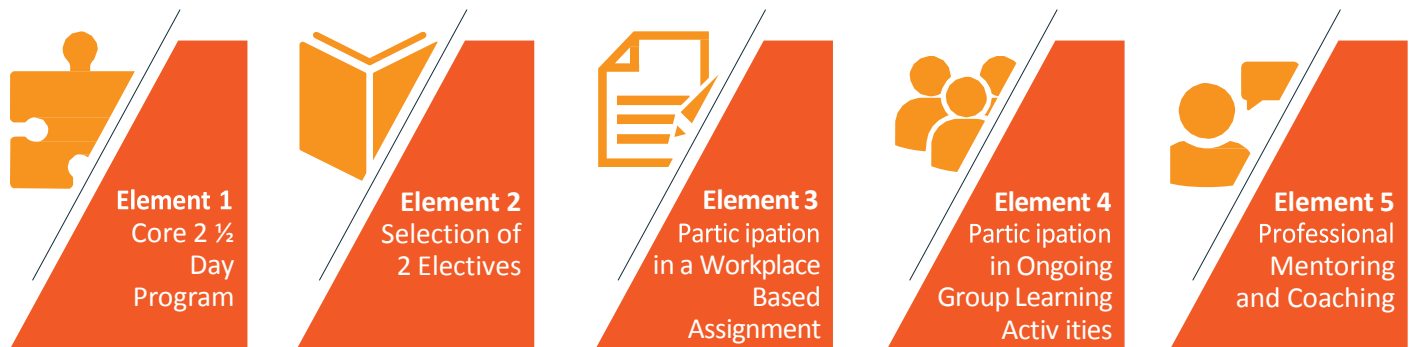 Element 1
Core 2 ½
Day
Program
Element 2
Selection of
2 Electives
Element 3
Partic ipation
in a Workplace
Based
Assignment
Element 4
Partic ipation
in Ongoing
Group Learning
Activ ities
Element 5
Professional
Mentoring
and Coaching